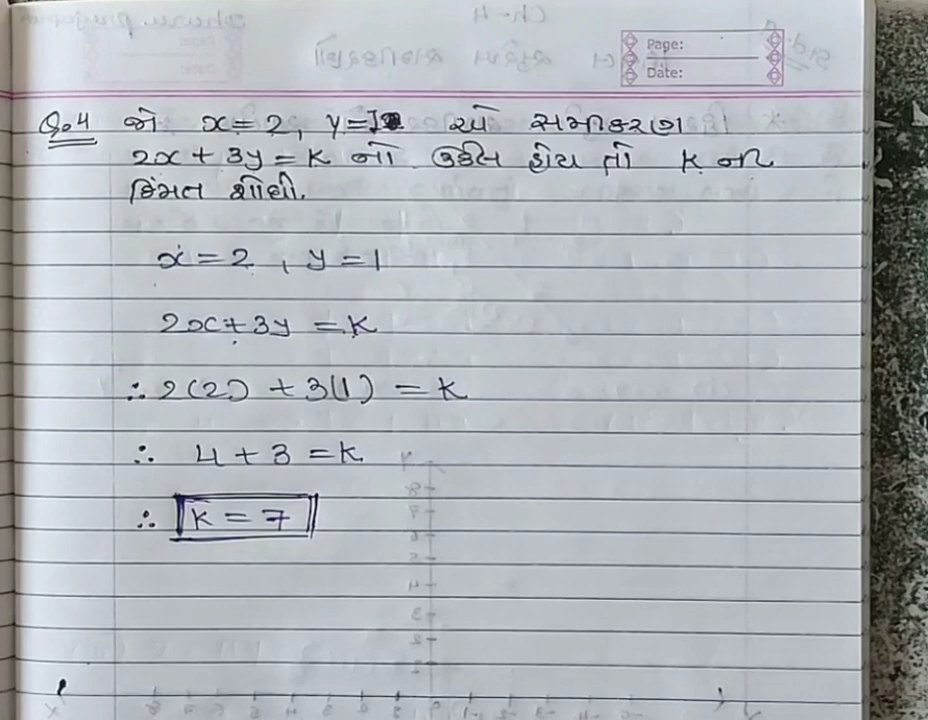 Page:
Date:
Q.4 જો x = 2, y = 1 એ સમીકરણ
2x + 3y = k નો ઉકેલ હોય તો k ની
કિંમત શોધો.
x = 2, y = 1
2x + 3y = k
∴ 2(2) + 3(1) = k
∴ 4 + 3 = k
∴ k = 7